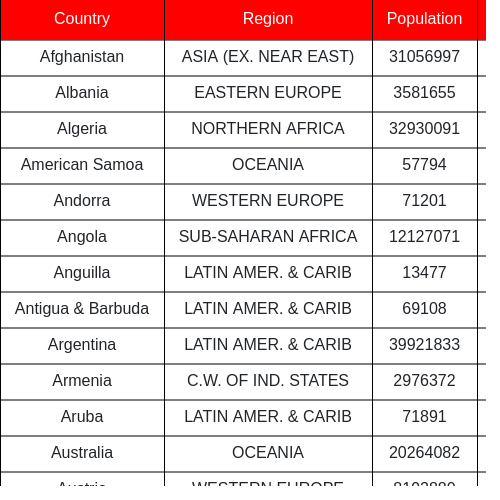 Country Region Population
Afghanistan ASIA (EX. NEAR EAST) 31056997
Albania EASTERN EUROPE 3581655
Algeria NORTHERN AFRICA 32930091
American Samoa OCEANIA 57794
Andorra WESTERN EUROPE 71201
Angola SUB-SAHARAN AFRICA 12127071
Anguilla LATIN AMER. & CARIB 13477
Antigua & Barbuda LATIN AMER. & CARIB 69108
Argentina LATIN AMER. & CARIB 39921833
Armenia C.W. OF IND. STATES 2976372
Aruba LATIN AMER. & CARIB 71891
Australia OCEANIA 20264082
Austria WESTERN EUROPE